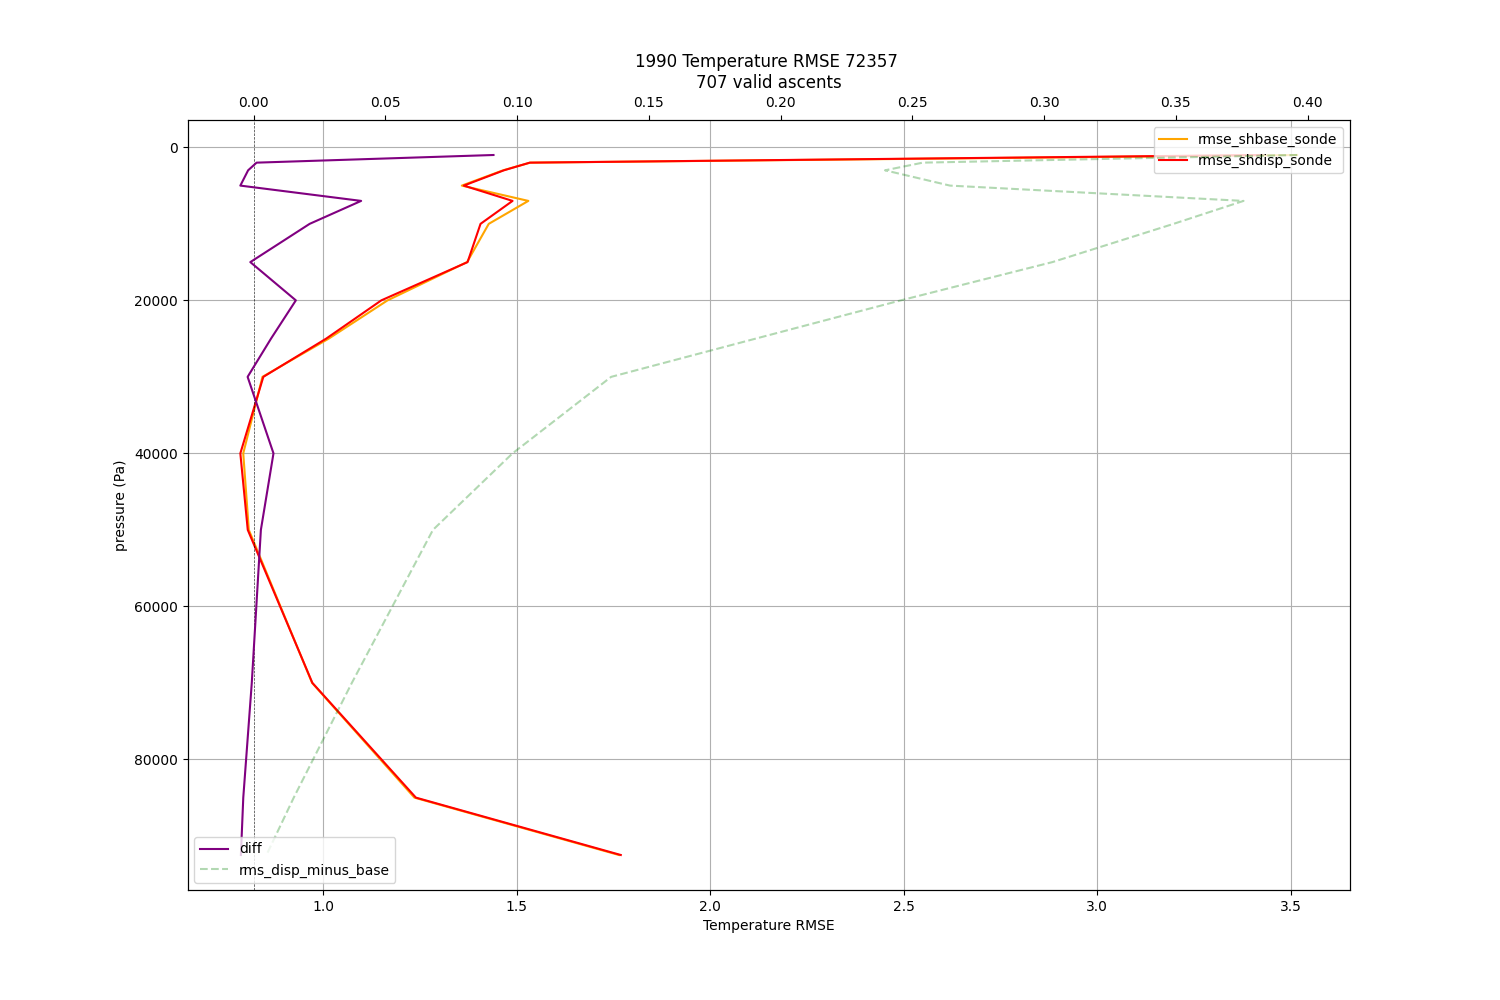 1990 Temperature RMSE 72357
707 valid ascents
0.00 0.05 0.10 0.15 0.20 0.25 0.30 0.35 0.40
rmse_shbase_sonde
rmse_shdisp_sonde
0
20000
40000
60000
80000
pressure (Pa)
diff
rms_disp_minus_base
1.0 1.5 2.0 2.5 3.0 3.5
Temperature RMSE